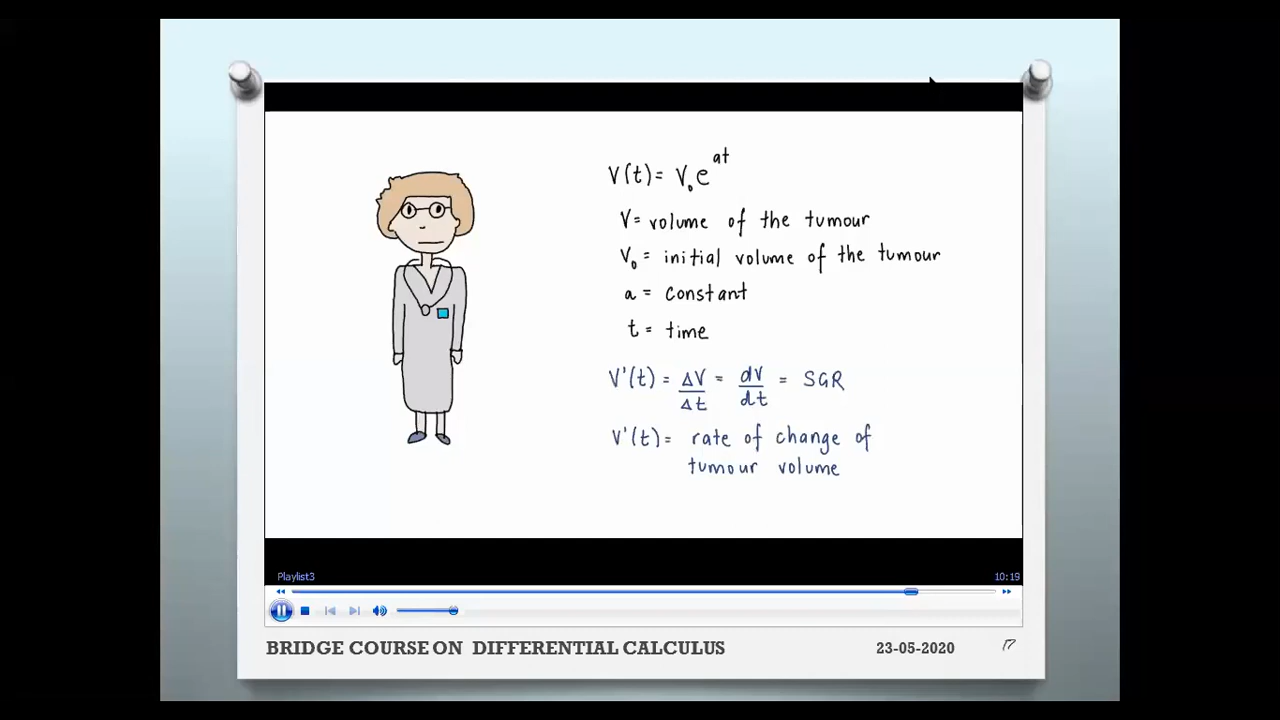 V(t) = V₀e^at
V = volume of the tumour
V₀ = initial volume of the tumour
a = constant
t = time
V'(t) = ΔV/Δt = dV/dt = SGR
V'(t) = rate of change of
tumour volume
Playlist3
10:19
BRIDGE COURSE ON DIFFERENTIAL CALCULUS
23-05-2020
17